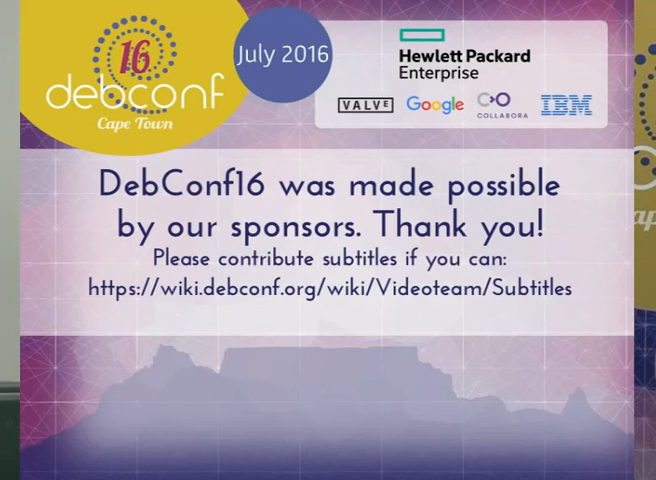 16
debconf
Cape Town
July 2016
Hewlett Packard
Enterprise
VALVE
Google
COLLABORA
IBM
DebConf16 was made possible
by our sponsors. Thank you!
Please contribute subtitles if you can:
https://wiki.debconf.org/wiki/Videoteam/Subtitles